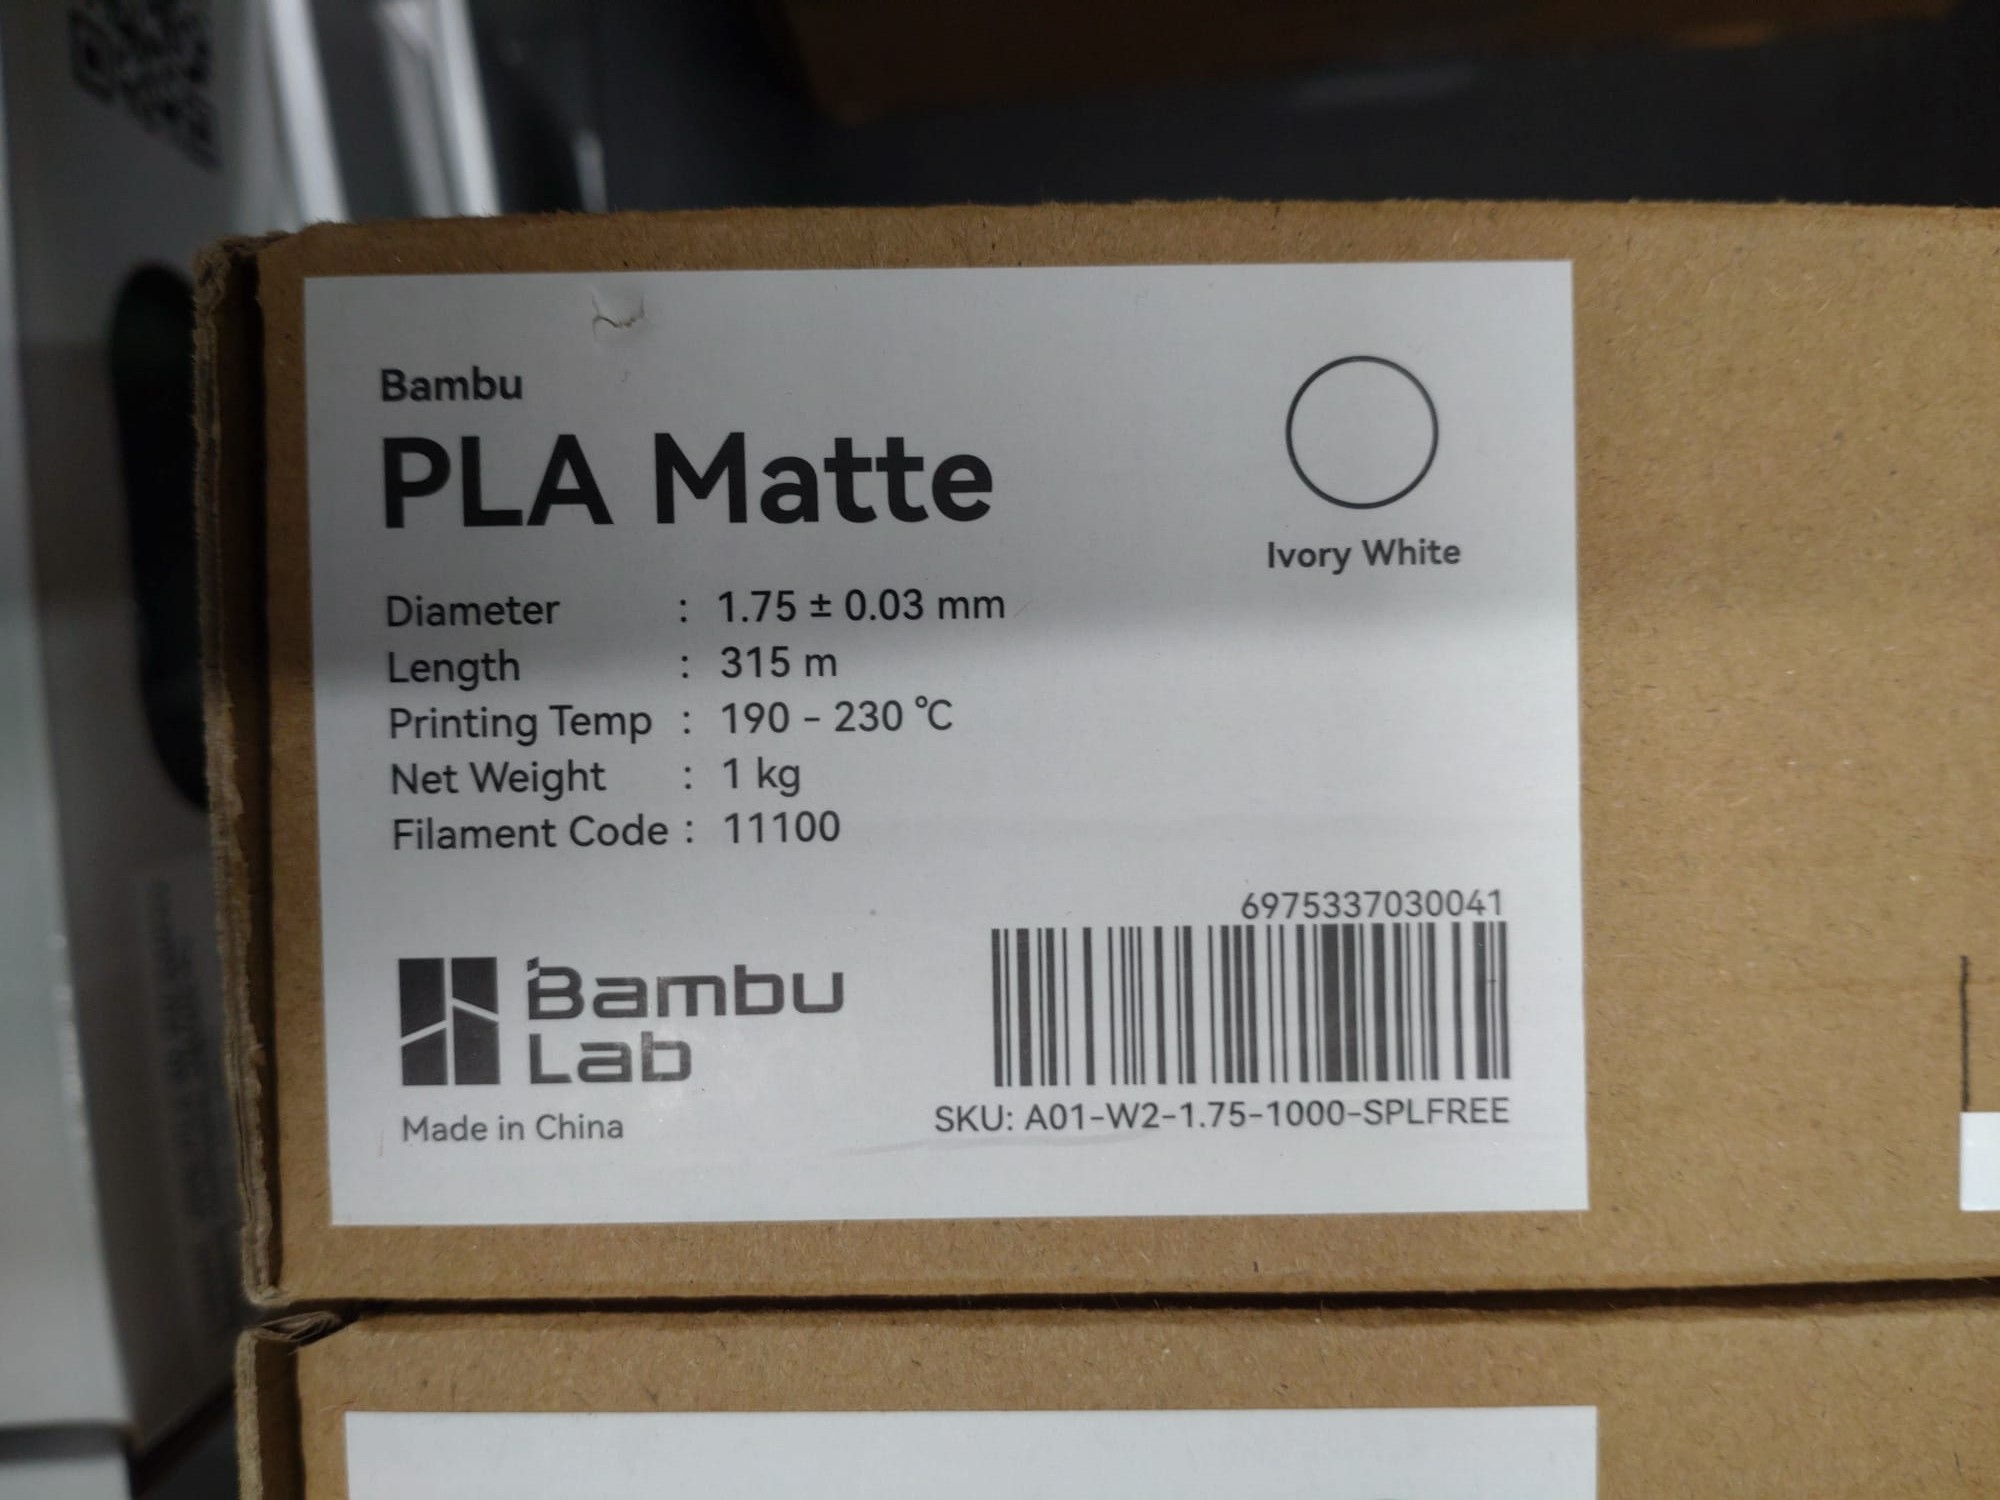 Bambu
PLA Matte
Ivory White
Diameter : 1.75 ± 0.03 mm
Length : 315 m
Printing Temp : 190 - 230 °C
Net Weight : 1 kg
Filament Code : 11100
6975337030041
Bambu
Lab
Made in China
SKU: A01-W2-1.75-1000-SPLFREE